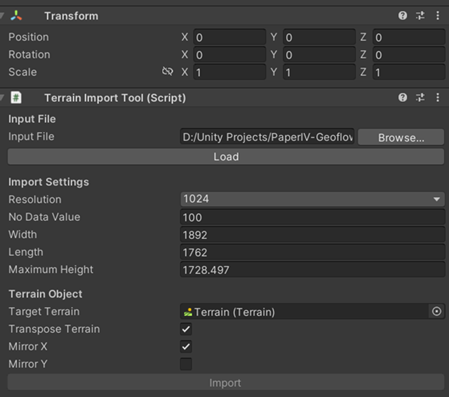 Transform
Position X 0 Y 0 Z 0
Rotation X 0 Y 0 Z 0
Scale X 1 Y 1 Z 1
Terrain Import Tool (Script)
Input File
Input File D:/Unity Projects/PaperIV-Geoflow Browse...
Load
Import Settings
Resolution 1024
No Data Value 100
Width 1892
Length 1762
Maximum Height 1728.497
Terrain Object
Target Terrain Terrain (Terrain)
Transpose Terrain
Mirror X
Mirror Y
Import